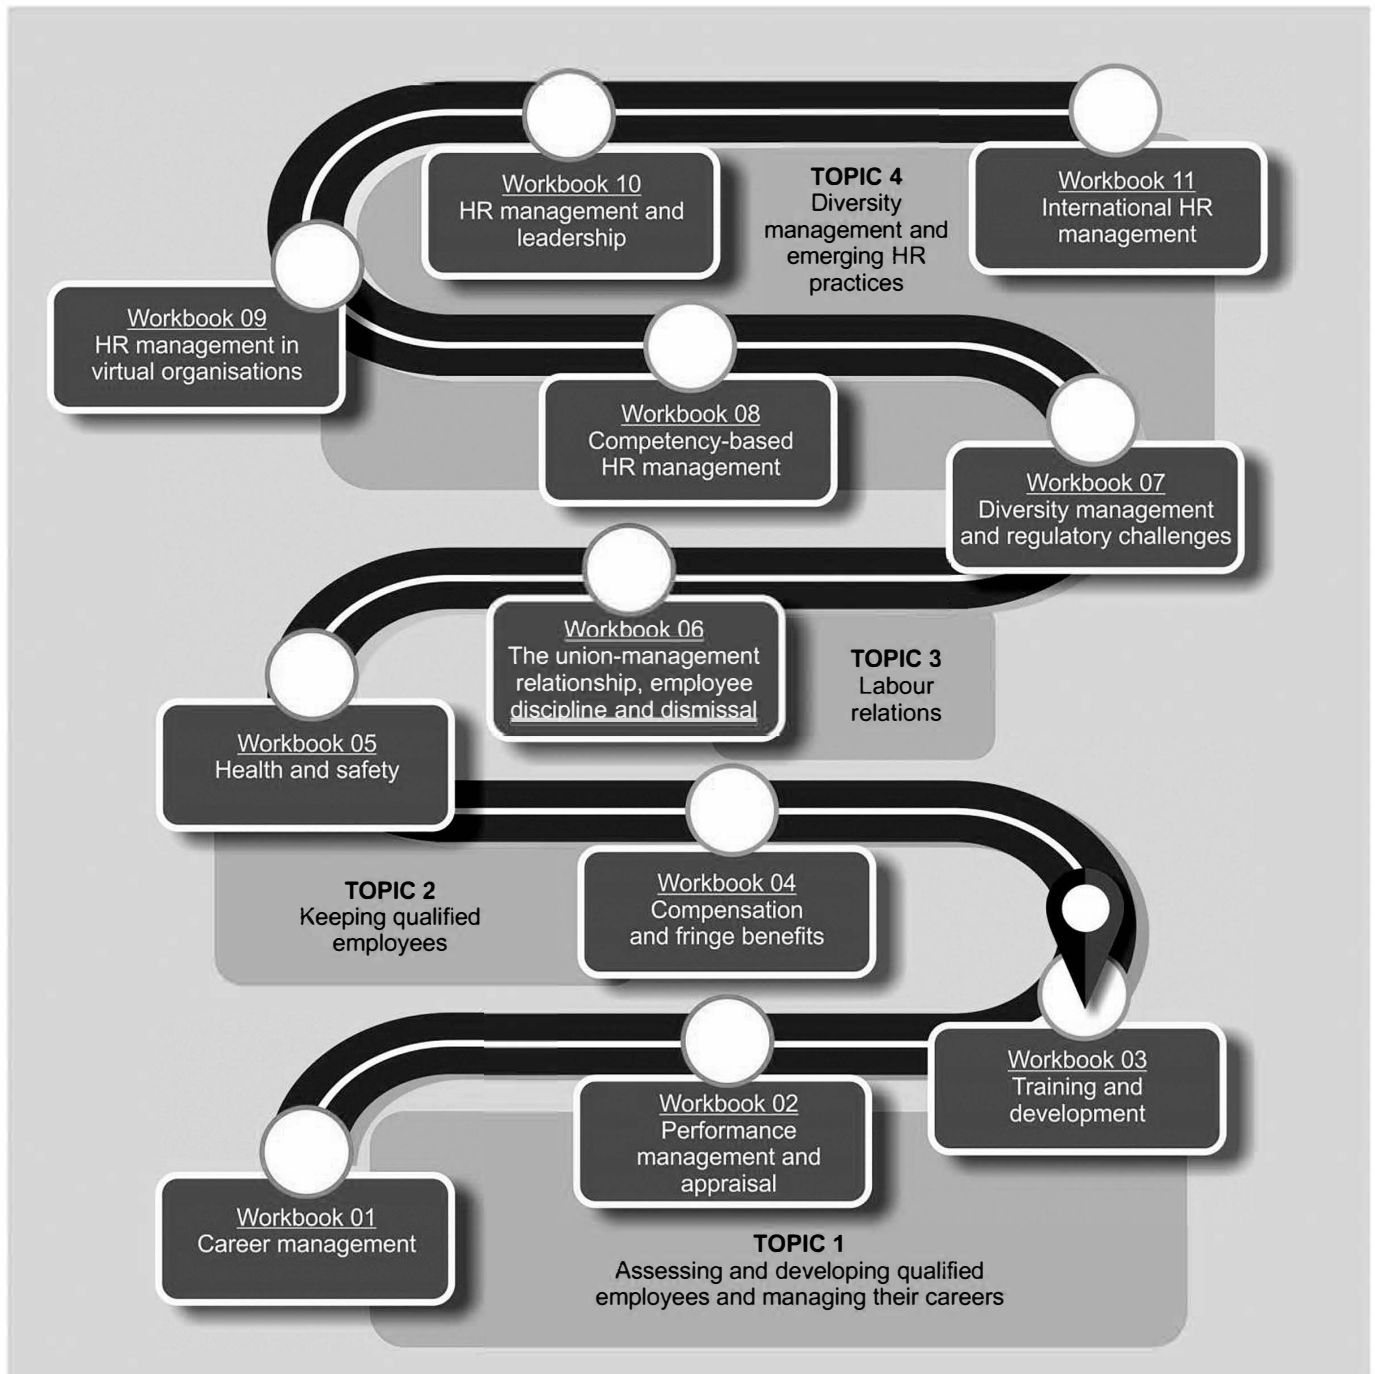 Workbook 10
HR management and
leadership
TOPIC 4
Diversity
management and
emerging HR
practices
Workbook 11
International HR
management
Workbook 09
HR management in
virtual organisations
Workbook 08
Competency-based
HR management
Workbook 07
Diversity management
and regulatory challenges
Workbook 06
The union-management
relationship, employee
discipline and dismissal
TOPIC 3
Labour
relations
Workbook 05
Health and safety
TOPIC 2
Keeping qualified
employees
Workbook 04
Compensation
and fringe benefits
Workbook 03
Training and
development
Workbook 02
Performance
management and
appraisal
Workbook 01
Career management
TOPIC 1
Assessing and developing qualified
employees and managing their careers